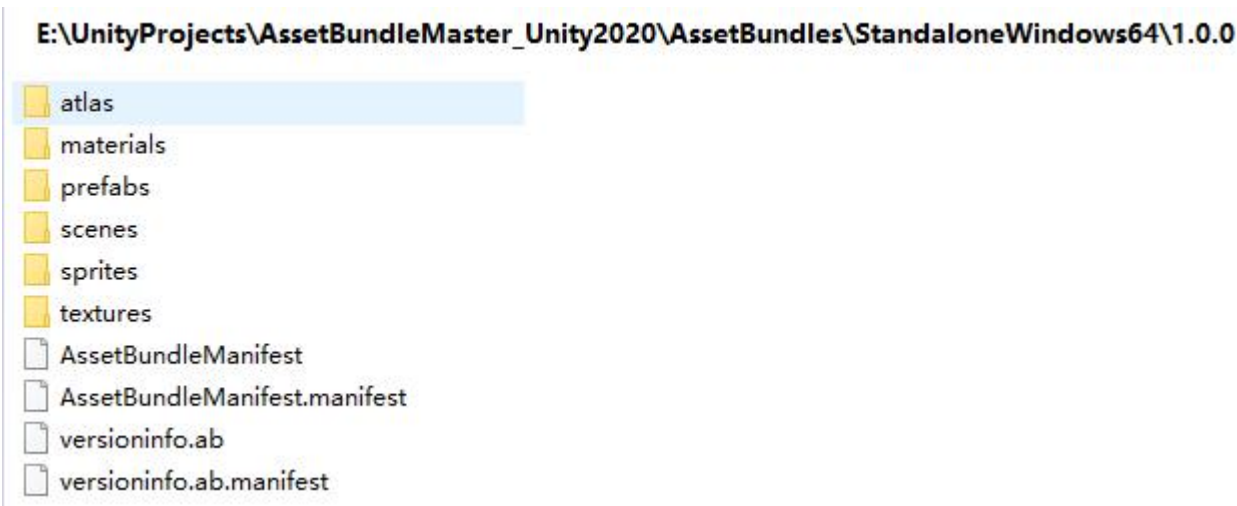 E:\UnityProjects\AssetBundleMaster_Unity2020\AssetBundles\StandaloneWindows64\1.0.0
atlas
materials
prefabs
scenes
sprites
textures
AssetBundleManifest
AssetBundleManifest.manifest
versioninfo.ab
versioninfo.ab.manifest